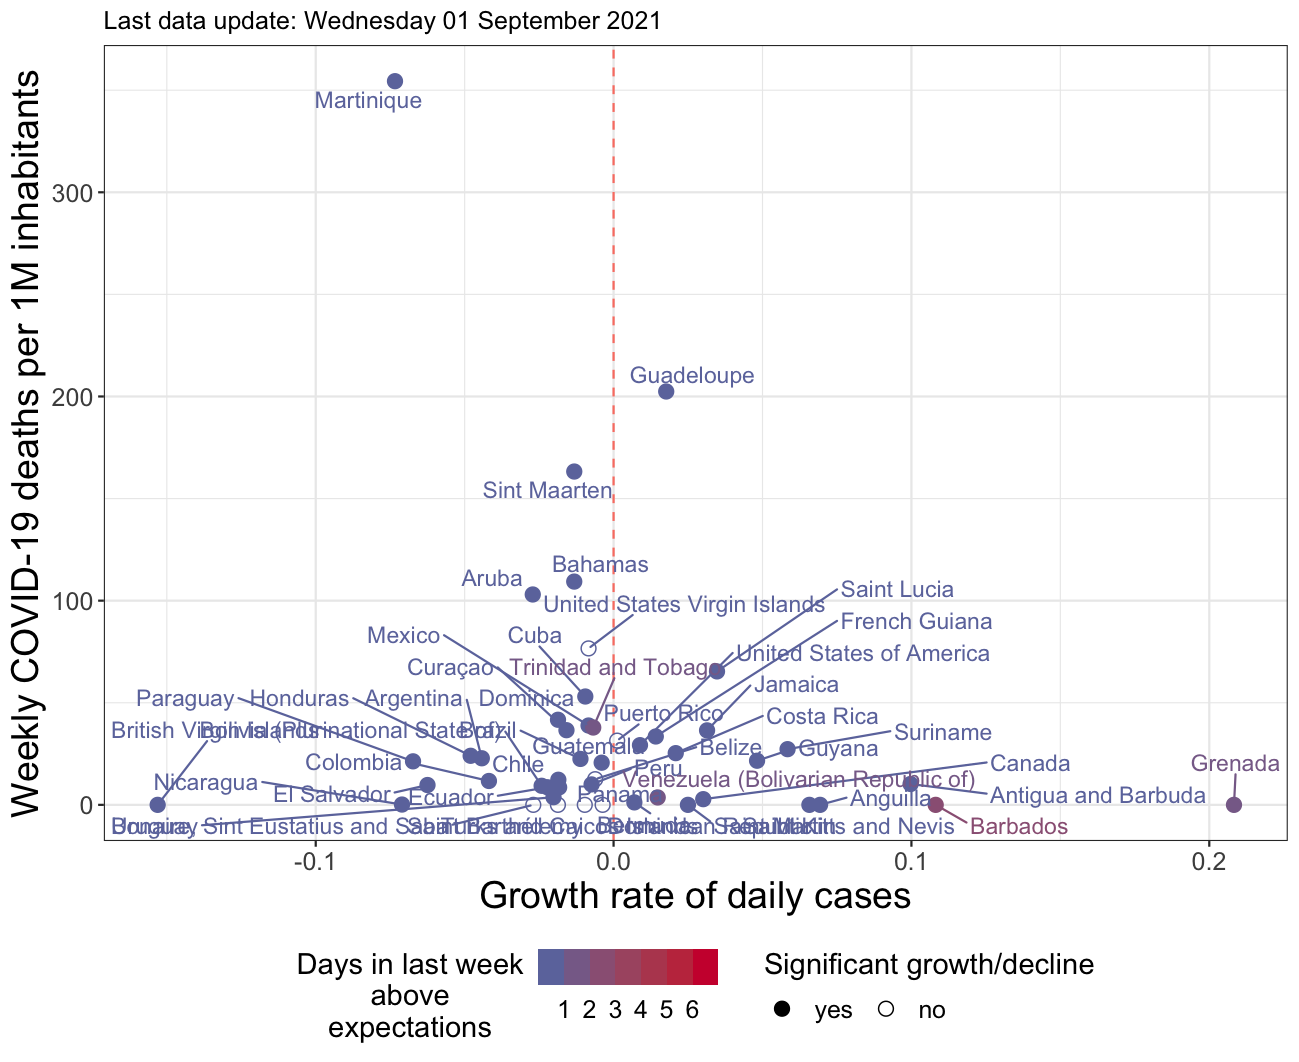 Last data update: Wednesday 01 September 2021
Weekly COVID-19 deaths per 1M inhabitants
Martinique
300
Guadeloupe
200
Sint Maarten
Bahamas
Aruba
100
Saint Lucia
United States Virgin Islands
French Guiana
Mexico
Cuba
United States of America
Curaçao
Trinidad and Tobago
Jamaica
Paraguay
Honduras
Argentina
Dominica
Puerto Rico
Costa Rica
British Virgin Islands
Bolivia (Plurinational State of)
Brazil
Suriname
Guatemala
Belize
Guyana
Colombia
Chile
Peru
Canada
Grenada
Nicaragua
Venezuela (Bolivarian Republic of)
El Salvador
Ecuador
Panama
Anguilla
Antigua and Barbuda
0
Uruguay
Bonaire, Sint Eustatius and Saba
Saint Barthélemy
Turks and Caicos Islands
Bermuda
Dominican Republic
Saint Martin
Saint Kitts and Nevis
Barbados
-0.1
0.0
0.1
0.2
Growth rate of daily cases
Days in last week
above
expectations
1 2 3 4 5 6
Significant growth/decline
yes
no